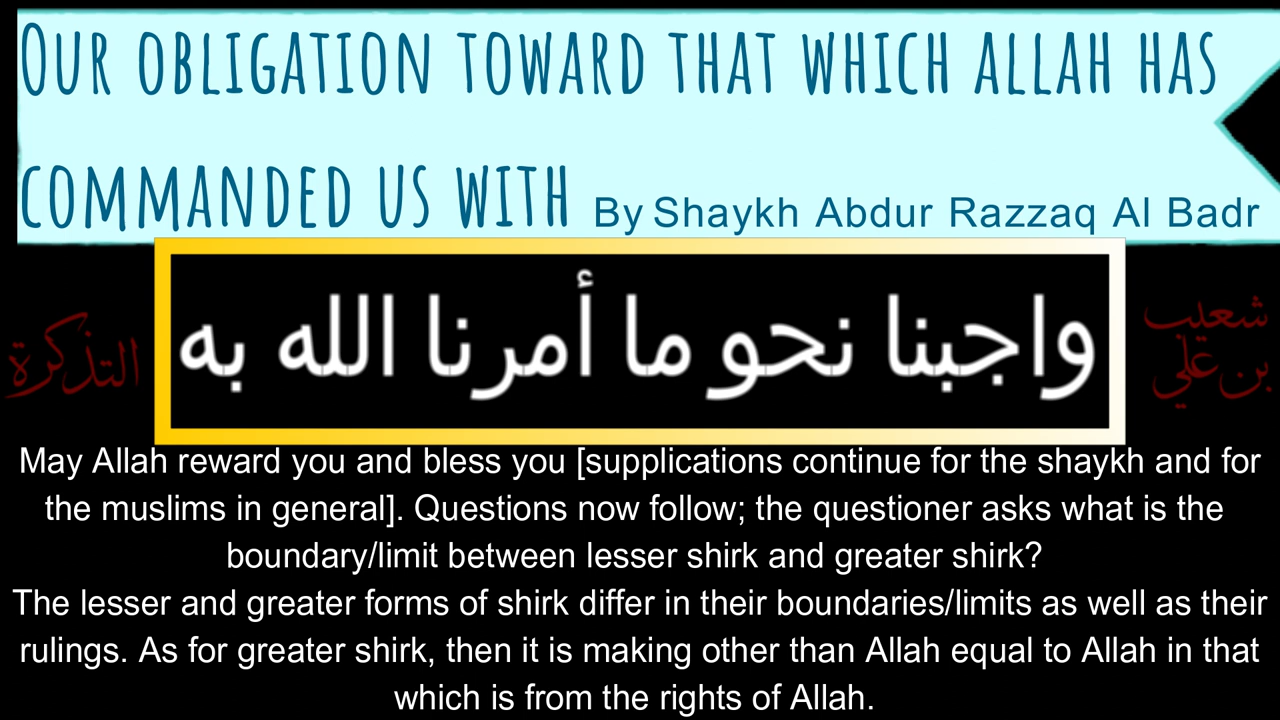 Our obligation toward that which Allah has
commanded us with By Shaykh Abdur Razzaq Al Badr
واجبنا نحو ما أمرنا الله به
شعيب
بن علي
التذكرة
May Allah reward you and bless you [supplications continue for the shaykh and for
the muslims in general]. Questions now follow; the questioner asks what is the
boundary/limit between lesser shirk and greater shirk?
The lesser and greater forms of shirk differ in their boundaries/limits as well as their
rulings. As for greater shirk, then it is making other than Allah equal to Allah in that
which is from the rights of Allah.